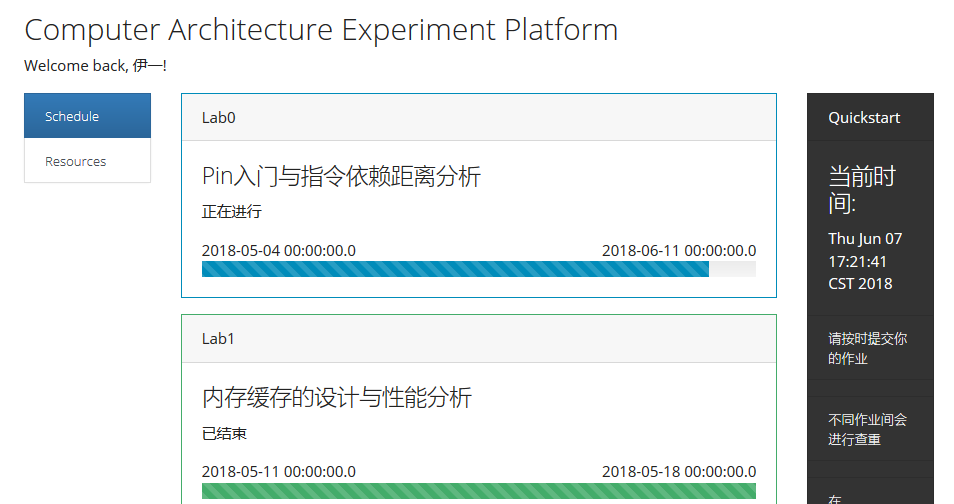 Computer Architecture Experiment Platform
Welcome back, 伊一!
Schedule
Resources
Lab0
Pin入门与指令依赖距离分析
正在进行
2018-05-04 00:00:00.0
2018-06-11 00:00:00.0
Lab1
内存缓存的设计与性能分析
已结束
2018-05-11 00:00:00.0
2018-05-18 00:00:00.0
Quickstart
当前时
间:
Thu Jun 07
17:21:41
CST 2018
请按时提交你
的作业
不同作业间会
进行查重
在